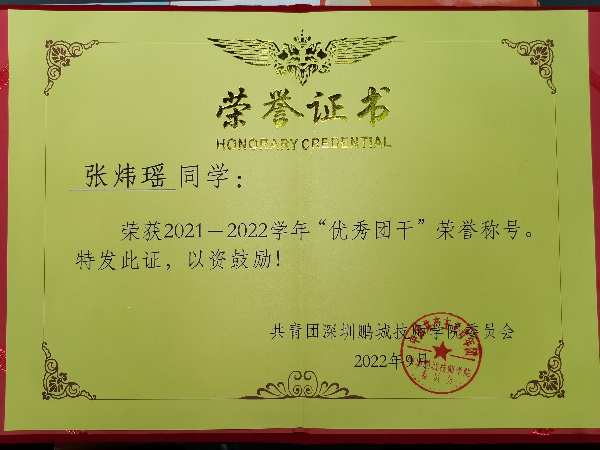 荣誉证书
HONORARY CREDENTIAL
张炜瑶同学：
荣获2021－2022学年“优秀团干”荣誉称号。
特发此证，以资鼓励！
共青团深圳鹏城技师学院委员会
2022年9月